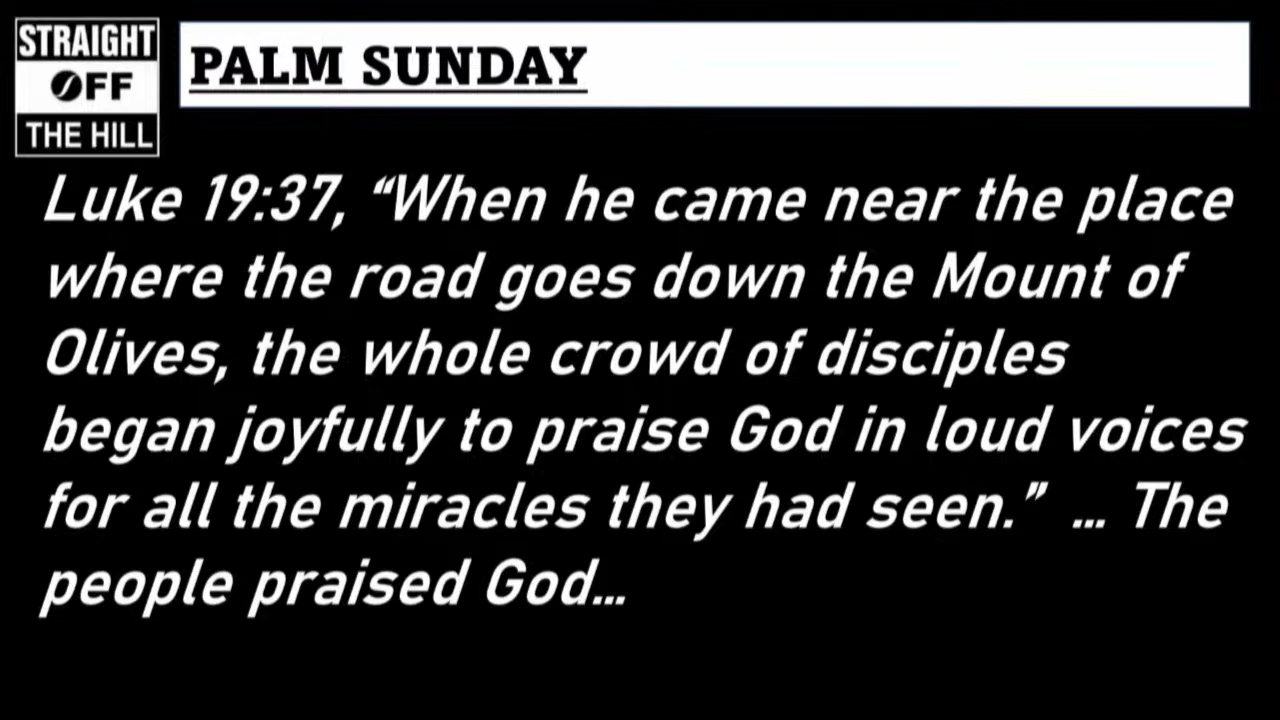 STRAIGHT
OFF
THE HILL
PALM SUNDAY
Luke 19:37, “When he came near the place
where the road goes down the Mount of
Olives, the whole crowd of disciples
began joyfully to praise God in loud voices
for all the miracles they had seen.” ... The
people praised God...